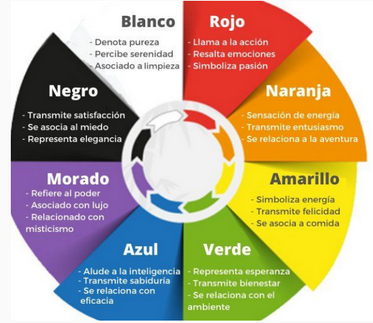 Blanco
- Denota pureza
- Percibe serenidad
- Asociado a limpieza
Rojo
- Llama a la acción
- Resalta emociones
- Simboliza pasión
Naranja
- Sensación de energía
- Transmite entusiasmo
- Se relaciona a la aventura
Amarillo
- Simboliza energía
- Transmite felicidad
- Se asocia a comida
Verde
- Representa esperanza
- Transmite bienestar
- Se relaciona con el
ambiente
Azul
- Alude a la inteligencia
- Transmite sabiduría
- Se relaciona con
eficacia
Morado
- Refiere al poder
- Asociado con lujo
- Relacionado con
misticismo
Negro
- Transmite satisfacción
- Se asocia al miedo
- Representa elegancia